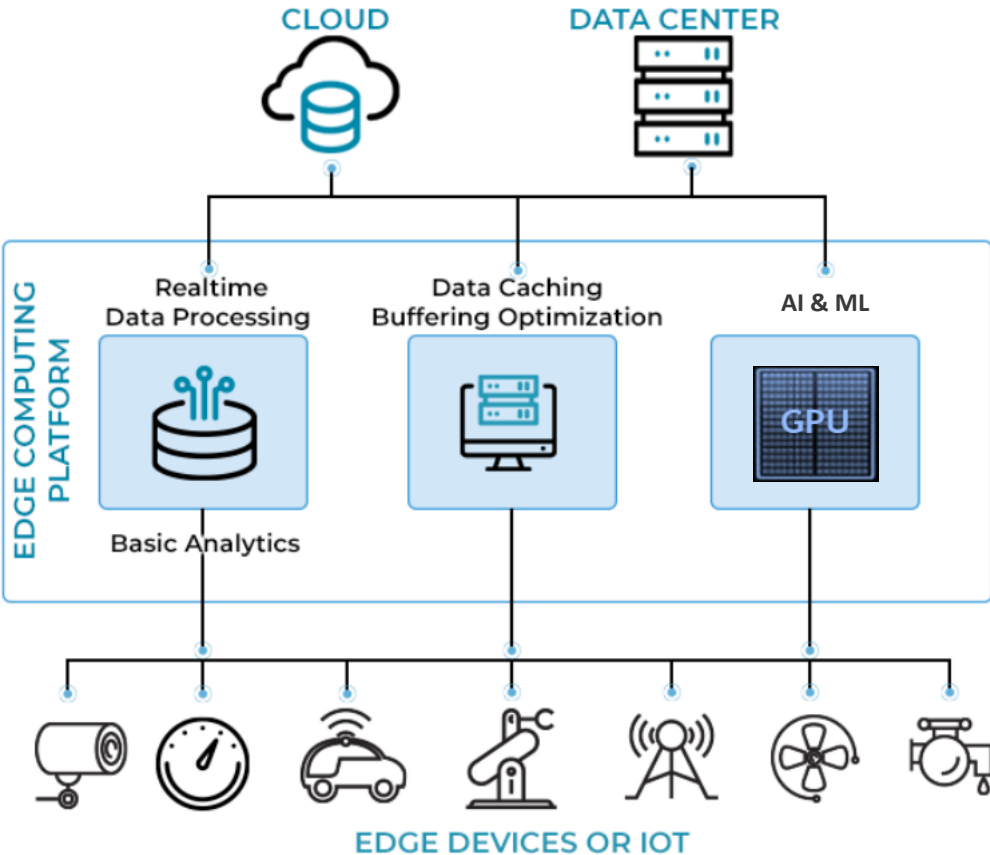 CLOUD
DATA CENTER
EDGE COMPUTING
PLATFORM
Realtime
Data Processing
Data Caching
Buffering Optimization
AI & ML
GPU
Basic Analytics
EDGE DEVICES OR IOT